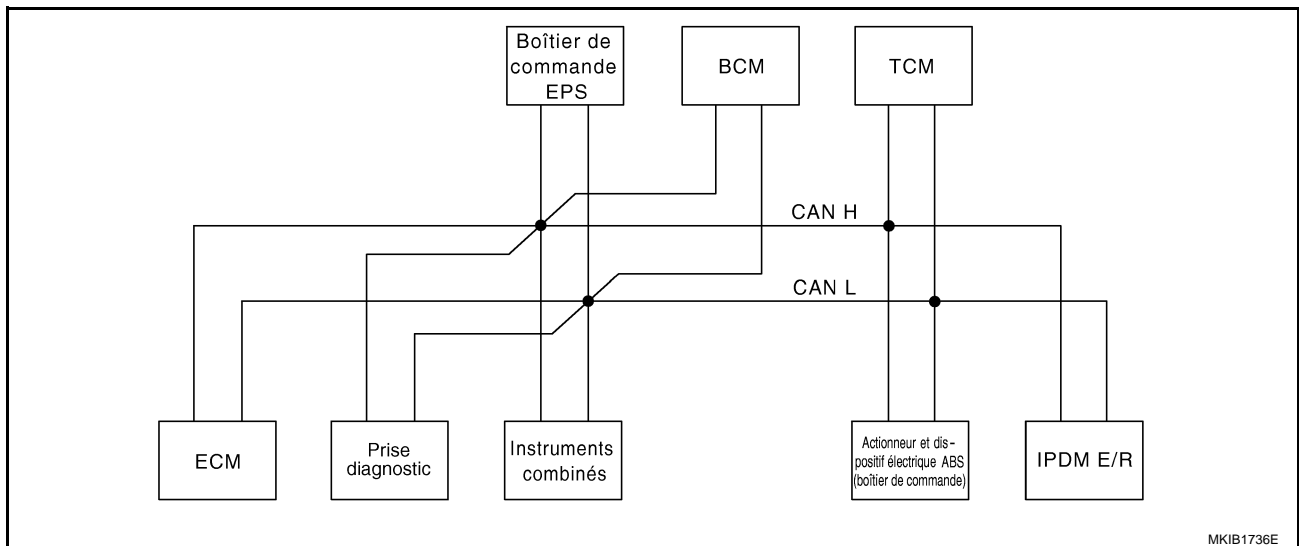 Boîtier de
commande
EPS
BCM
TCM
CAN H
CAN L
ECM
Prise
diagnostic
Instruments
combinés
Actionneur et dis-
positif électrique ABS
(boîtier de commande)
IPDM E/R
MKIB1736E